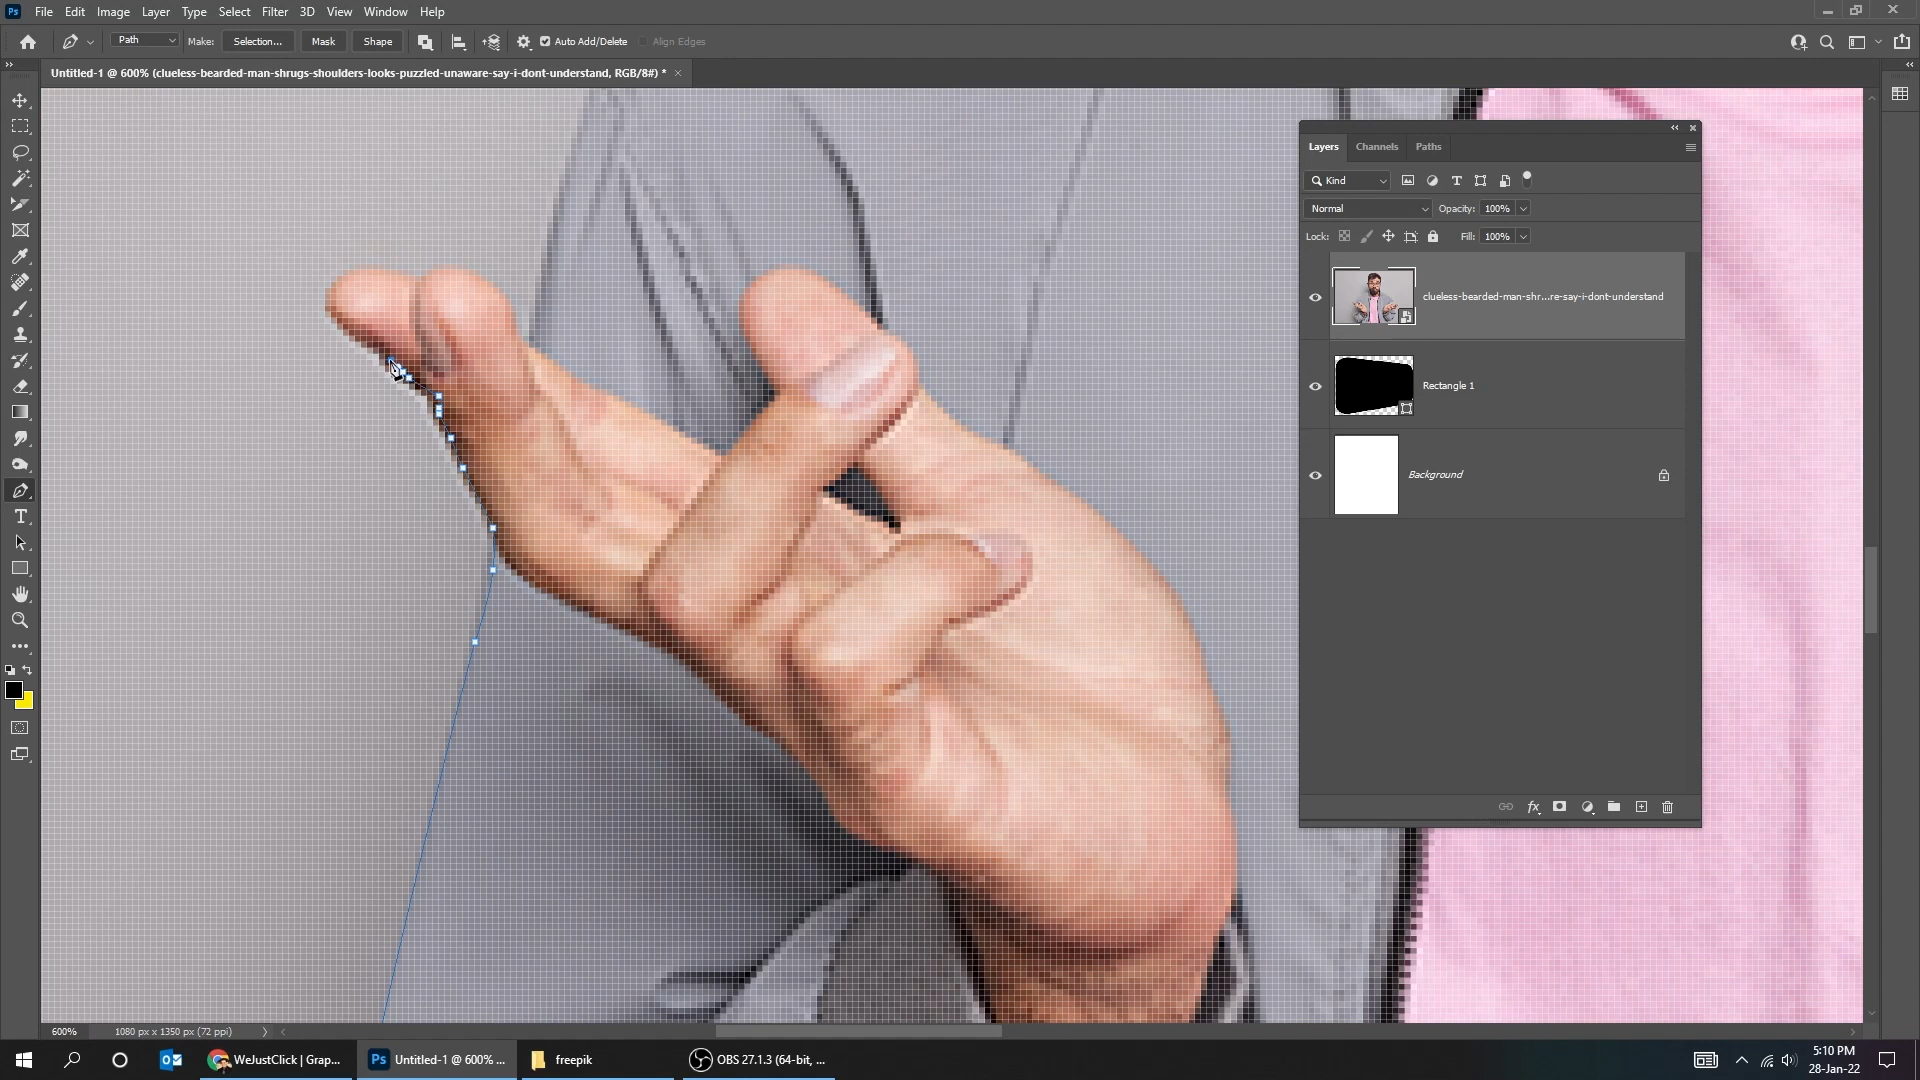 Ps File Edit Image Layer Type Select Filter 3D View Window Help
Path Make: Selection... Mask Shape Auto Add/Delete Align Edges
Untitled-1 @ 600% (clueless-bearded-man-shrugs-shoulders-looks-puzzled-unaware-say-i-dont-understand, RGB/8#) *
Layers Channels Paths
Kind
Normal Opacity: 100%
Lock: Fill: 100%
clueless-bearded-man-shr...re-say-i-dont-understand
Rectangle 1
Background
600% 1080 px x 1350 px (72 ppi)
WeJustClick | Grap... Ps Untitled-1 @ 600% ... freepik OBS 27.1.3 (64-bit, ...
5:10 PM
28-Jan-22